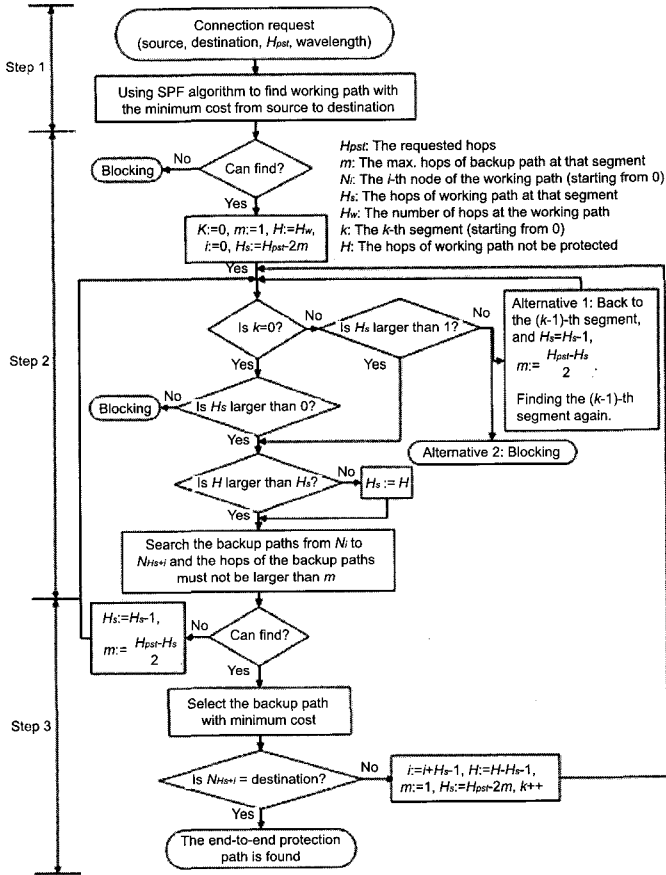 Connection request
(source, destination, Hpst, wavelength)
Step 1
Using SPF algorithm to find working path with
the minimum cost from source to destination
Can find?
No
Blocking
Yes
Hpst: The requested hops
m: The max. hops of backup path at that segment
Ni: The i-th node of the working path (starting from 0)
Hs: The hops of working path at that segment
Hw: The number of hops at the working path
k: The k-th segment (starting from 0)
H: The hops of working path not be protected
K:=0, m:=1, H:=Hw,
i:=0, Hs:=Hpst-2m
Yes
Step 2
Is k=0?
No
Is Hs larger than 1?
No
Alternative 1: Back to
the (k-1)-th segment,
and Hs=Hs-1,
m:= Hpst-Hs
2 .
Finding the (k-1)-th
segment again.
Yes
Yes
Is Hs larger than 0?
No
Blocking
Yes
Alternative 2: Blocking
Is H larger than Hs?
No
Hs := H
Yes
Search the backup paths from Ni to
NHs+i and the hops of the backup paths
must not be larger than m
Step 3
Can find?
No
Hs:=Hs-1,
m:= Hpst-Hs
2
Yes
Select the backup path
with minimum cost
Is NHs+i = destination?
No
i:=i+Hs-1, H:=H-Hs-1,
m:=1, Hs:=Hpst-2m, k++
Yes
The end-to-end protection
path is found